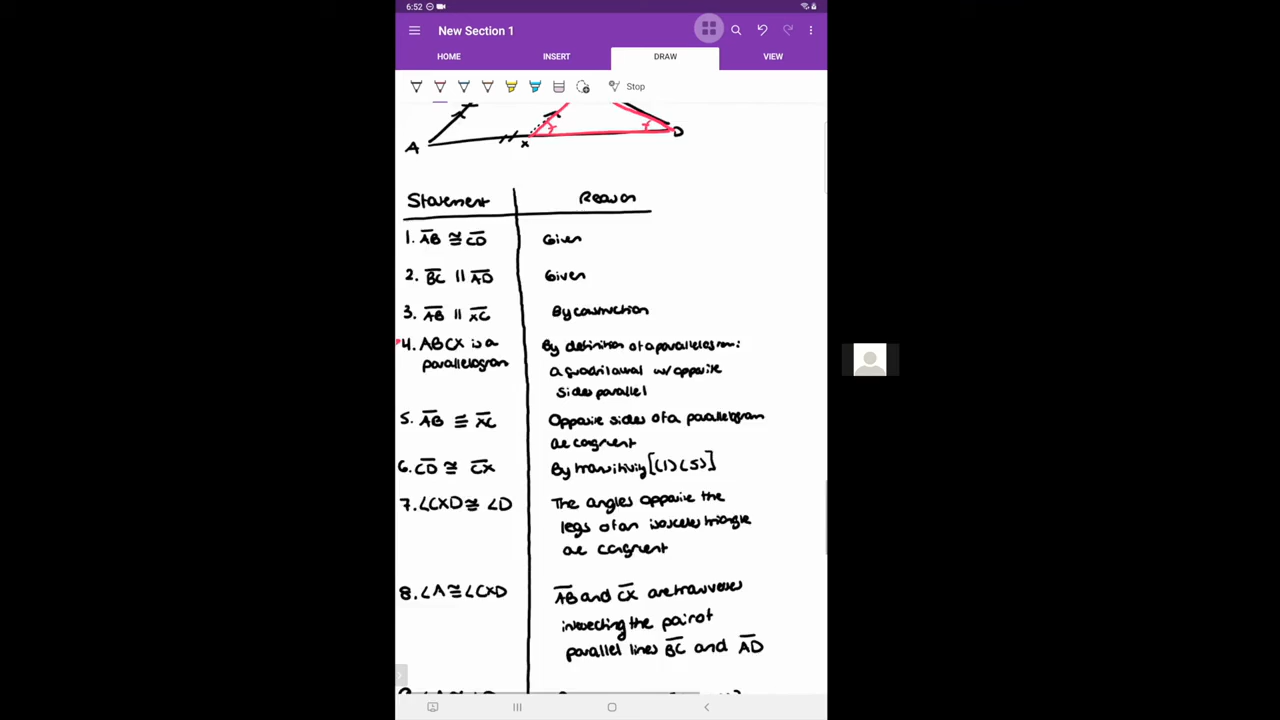 6:52
New Section 1
HOME INSERT DRAW VIEW
Stop
A X D
Statement Reason
1. AB ≅ CD Given
2. BC || AD Given
3. AB || XC By construction
4. ABCX is a
parallelogram
By definition of a parallelogram:
a quadrilateral w/ opposite
sides parallel
5. AB ≅ XC Opposite sides of a parallelogram
are congruent
6. CD ≅ CX By transitivity [(1)(5)]
7. ∠CXD ≅ ∠D The angles opposite the
legs of an isosceles triangle
are congruent
8. ∠A ≅ ∠CXD AB and CX are transversals
intersecting the pair of
parallel lines BC and AD